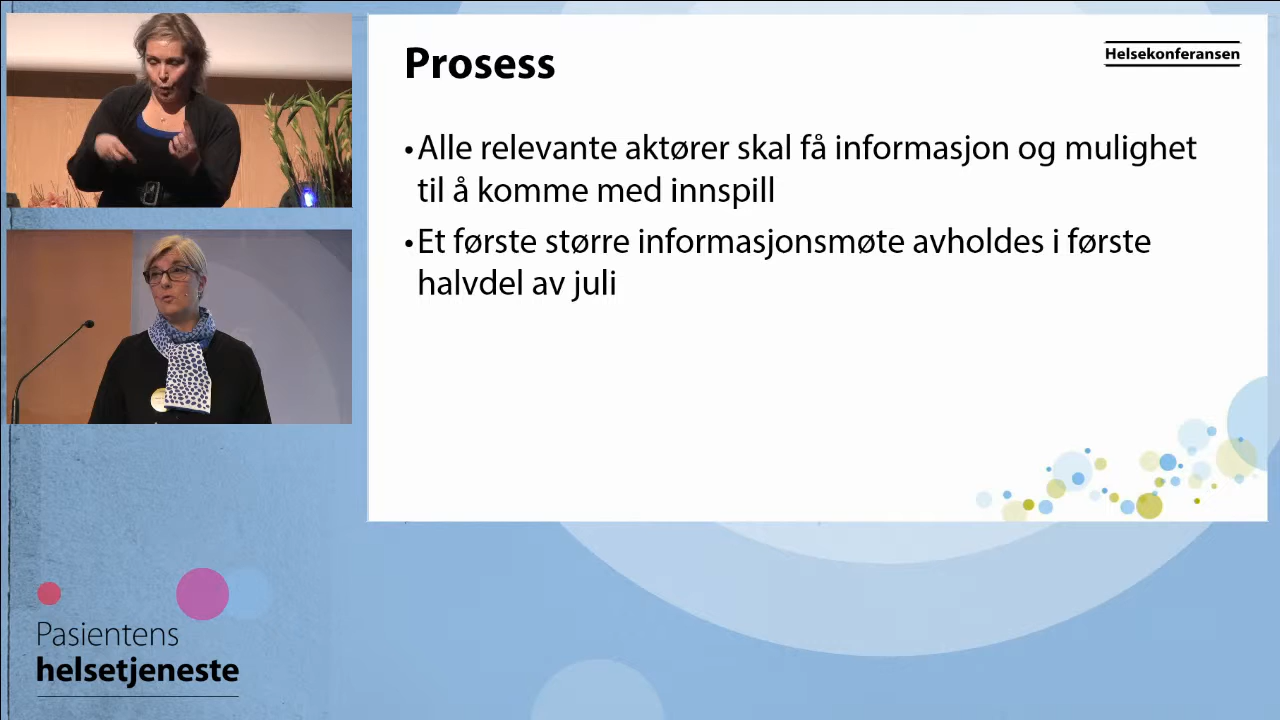 Prosess
Helsekonferansen
•Alle relevante aktører skal få informasjon og mulighet
til å komme med innspill
•Et første større informasjonsmøte avholdes i første
halvdel av juli
Pasientens
helsetjeneste